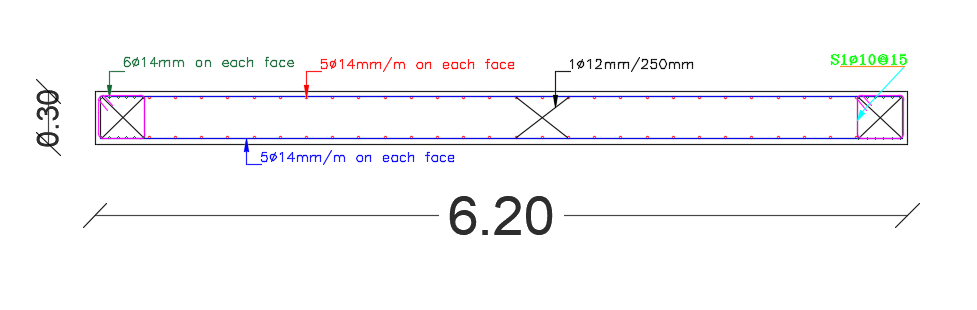 6ø14mm on each face
5ø14mm/m on each face
1ø12mm/250mm
S1ø10@15
0.30
5ø14mm/m on each face
6.20